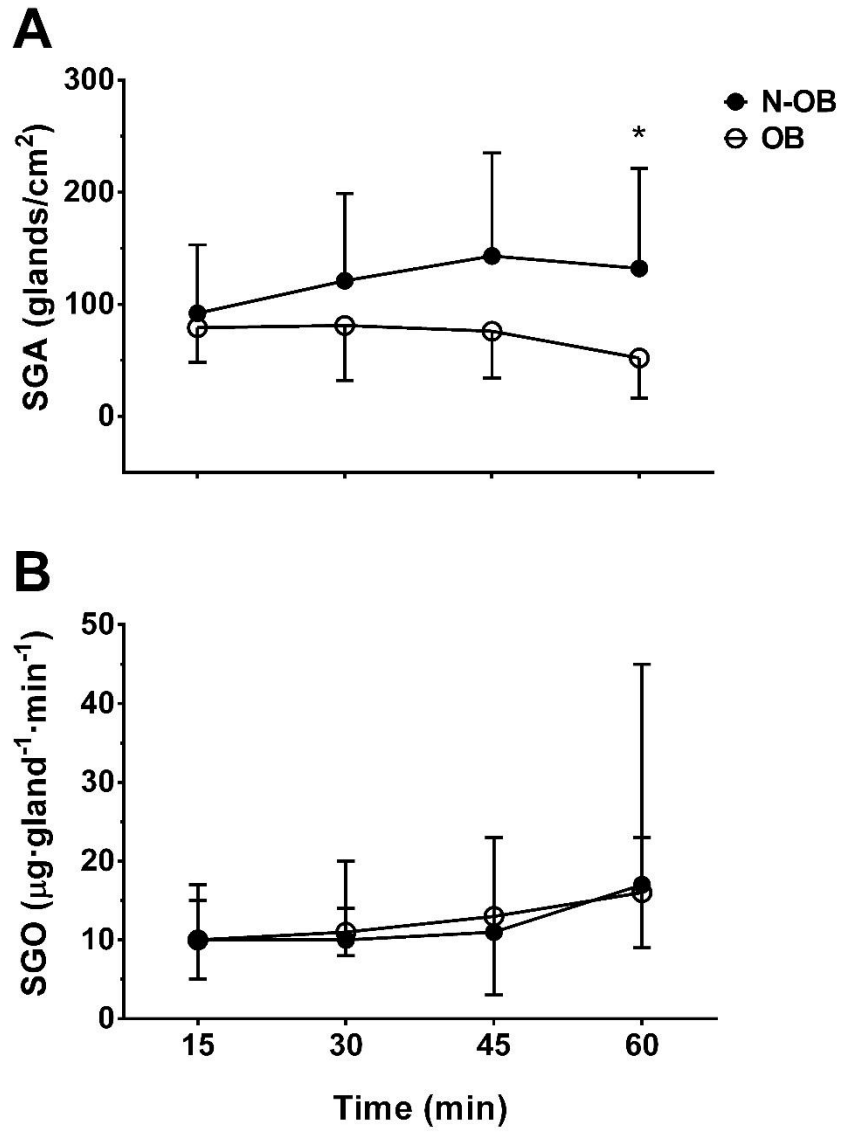 A
300
200
100
0
SGA (glands/cm²)
*
N-OB
OB
B
50
40
30
20
10
0
SGO (µg·gland⁻¹·min⁻¹)
15 30 45 60
Time (min)